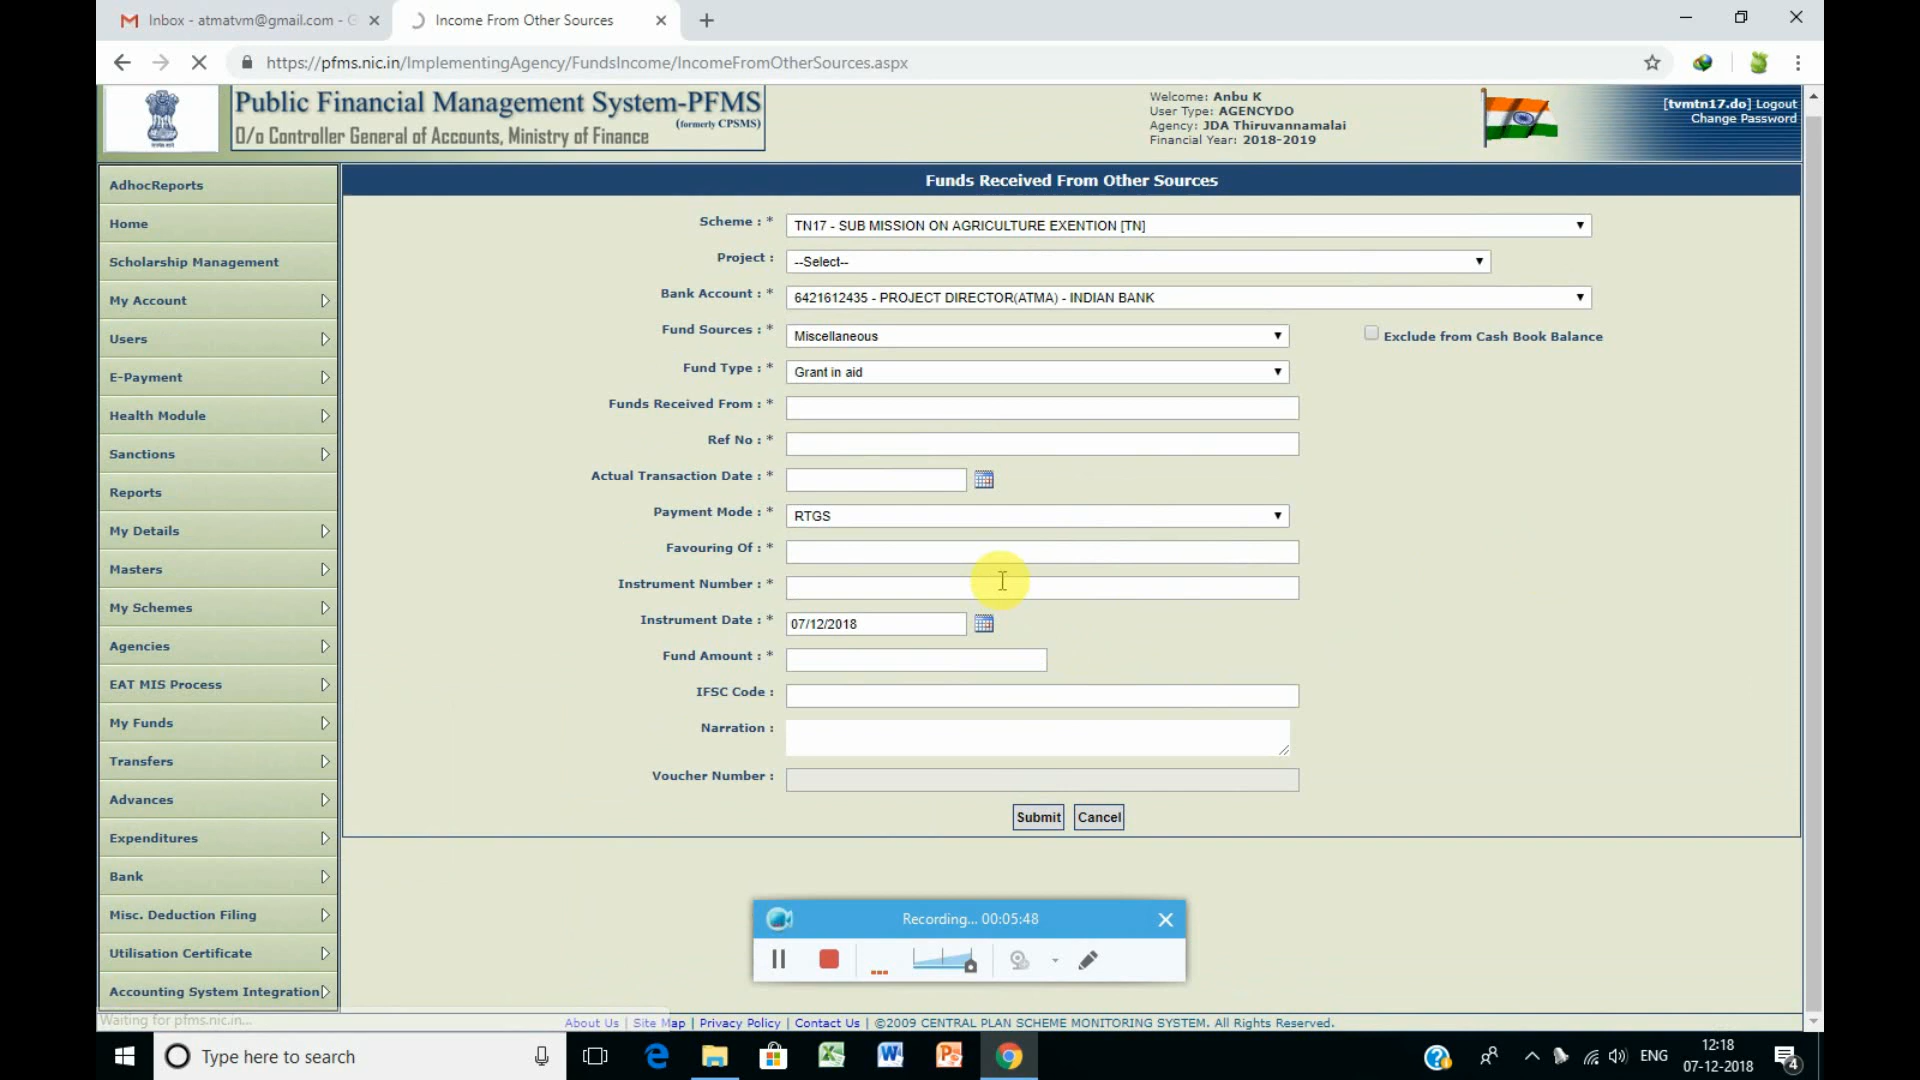 Inbox - atmatvm@gmail.com - G
Income From Other Sources
https://pfms.nic.in/ImplementingAgency/FundsIncome/IncomeFromOtherSources.aspx
Public Financial Management System-PFMS
(formerly CPSMS)
O/o Controller General of Accounts, Ministry of Finance
Welcome: Anbu K
User Type: AGENCYDO
Agency: JDA Thiruvannamalai
Financial Year: 2018-2019
[tvmtn17.do] Logout
Change Password
AdhocReports
Home
Scholarship Management
My Account
Users
E-Payment
Health Module
Sanctions
Reports
My Details
Masters
My Schemes
Agencies
EAT MIS Process
My Funds
Transfers
Advances
Expenditures
Bank
Misc. Deduction Filing
Utilisation Certificate
Accounting System Integration
Funds Received From Other Sources
Scheme : * TN17 - SUB MISSION ON AGRICULTURE EXENTION [TN]
Project : --Select--
Bank Account : * 6421612435 - PROJECT DIRECTOR(ATMA) - INDIAN BANK
Fund Sources : * Miscellaneous Exclude from Cash Book Balance
Fund Type : * Grant in aid
Funds Received From : *
Ref No : *
Actual Transaction Date : *
Payment Mode : * RTGS
Favouring Of : *
Instrument Number : *
Instrument Date : * 07/12/2018
Fund Amount : *
IFSC Code :
Narration :
Voucher Number :
Submit Cancel
Recording... 00:05:48
Waiting for pfms.nic.in...
About Us | Site Map | Privacy Policy | Contact Us | ©2009 CENTRAL PLAN SCHEME MONITORING SYSTEM. All Rights Reserved.
Type here to search
ENG
12:18
07-12-2018
4